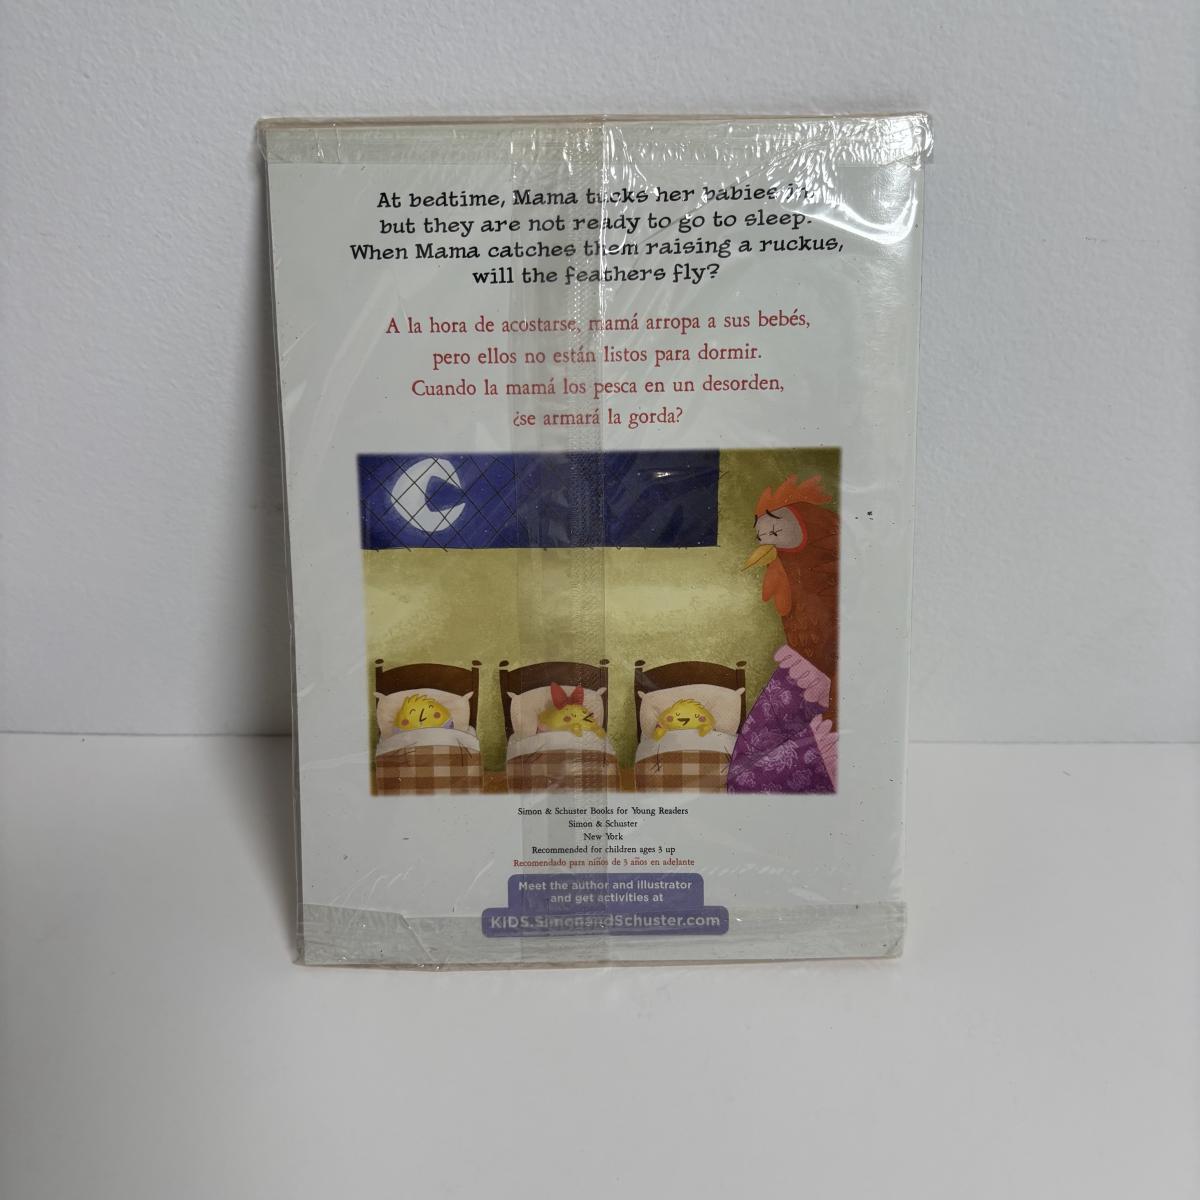 At bedtime, Mama tucks her babies in,
but they are not ready to go to sleep.
When Mama catches them raising a ruckus,
will the feathers fly?
A la hora de acostarse, mamá arropa a sus bebés,
pero ellos no están listos para dormir.
Cuando la mamá los pesca en un desorden,
¿se armará la gorda?
Simon & Schuster Books for Young Readers
Simon & Schuster
New York
Recommended for children ages 3 up
Recomendado para niños de 3 años en adelante
Meet the author and illustrator
and get activities at
KIDS.SimonandSchuster.com